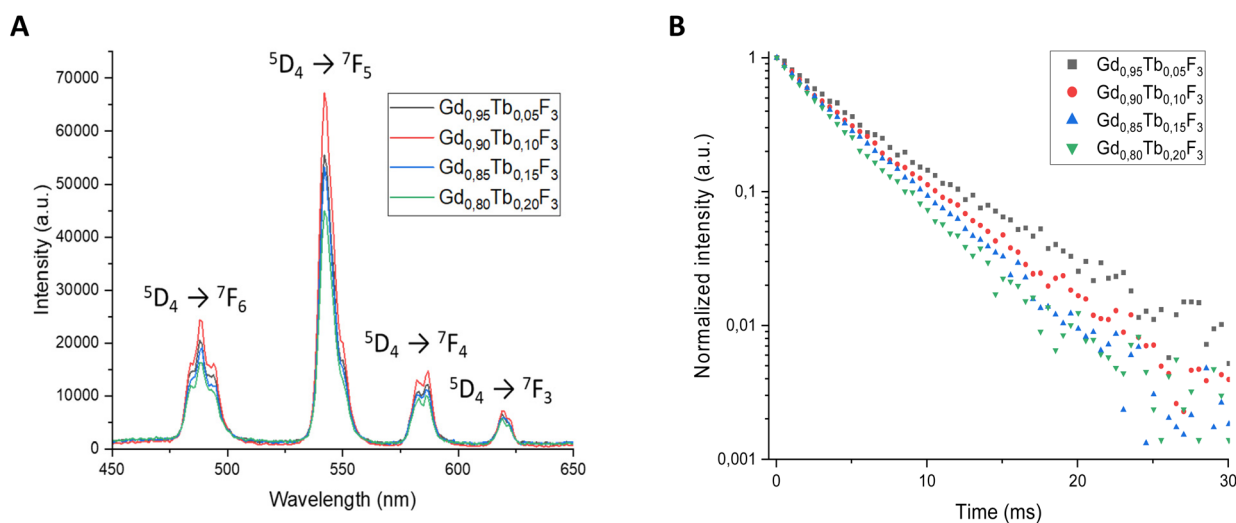 A
⁵D₄ → ⁷F₅
⁵D₄ → ⁷F₆
⁵D₄ → ⁷F₄
⁵D₄ → ⁷F₃
Gd₀,₉₅Tb₀,₀₅F₃
Gd₀,₉₀Tb₀,₁₀F₃
Gd₀,₈₅Tb₀,₁₅F₃
Gd₀,₈₀Tb₀,₂₀F₃
Intensity (a.u.)
70000
60000
50000
40000
30000
20000
10000
0
450
500
550
600
650
Wavelength (nm)
B
Gd₀,₉₅Tb₀,₀₅F₃
Gd₀,₉₀Tb₀,₁₀F₃
Gd₀,₈₅Tb₀,₁₅F₃
Gd₀,₈₀Tb₀,₂₀F₃
Normalized intensity (a.u.)
1
0,1
0,01
0,001
0
10
20
30
Time (ms)